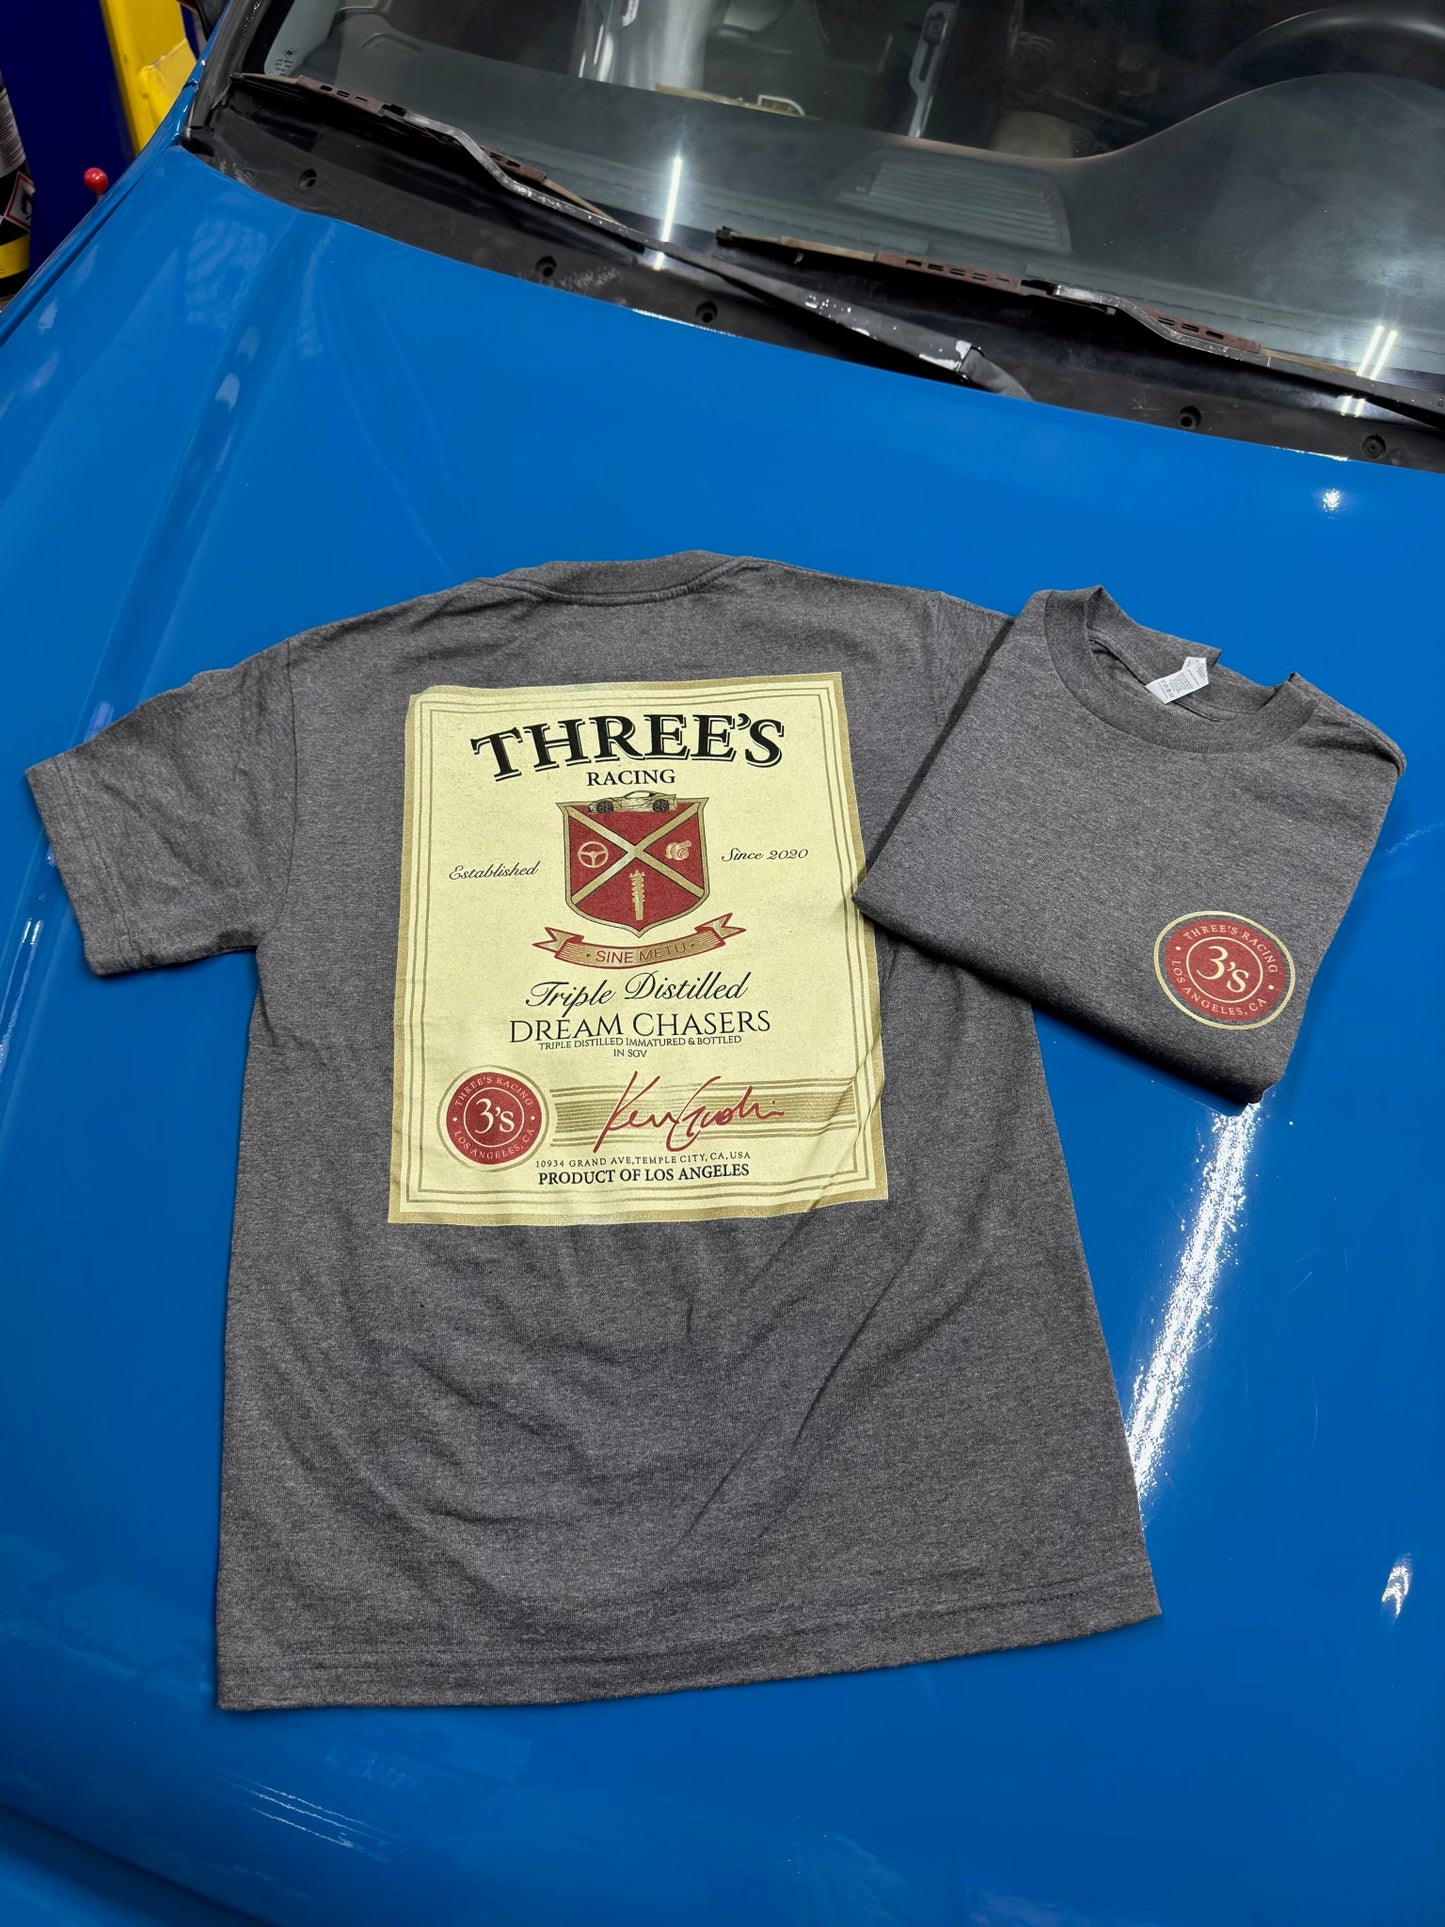 THREE'S
RACING
Established
Since 2020
· SINE METU ·
Triple Distilled
DREAM CHASERS
TRIPLE DISTILLED IMMATURED & BOTTLED
IN SGV
THREE'S RACING
3's
LOS ANGELES, CA
10934 GRAND AVE, TEMPLE CITY, CA, USA
PRODUCT OF LOS ANGELES
THREE'S RACING
3's
LOS ANGELES, CA